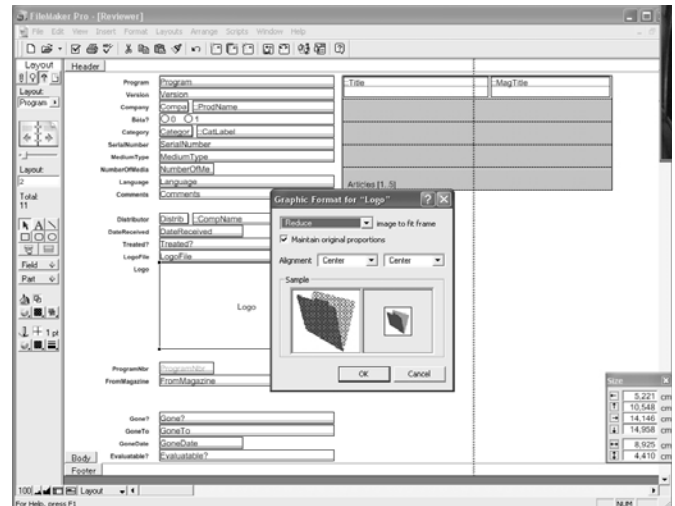 FileMaker Pro - [Reviewer]
File Edit View Insert Format Layouts Arrange Scripts Window Help
Layout
Header
Layout:
Program
Program Program ::Title ::MagTitle
Version Version
Company Compa ::ProdName
Beta? 0 1
Category Categor ::CatLabel
SerialNumber SerialNumber
MediumType MediumType
NumberOfMedia NumberOfMe
Layout:
2
Language Language Articles [1..5]
Total:
11
Comments Comments
Graphic Format for "Logo"
Reduce image to fit frame
Maintain original proportions
Alignment Center Center
Sample
OK Cancel
Distributor Distrib ::CompName
DateReceived DateReceived
Treated? Treated?
LogoFile LogoFile
Logo
Logo
Field
Part
1 pt
ProgramNbr ProgramNbr
FromMagazine FromMagazine
Gone? Gone?
GoneTo GoneTo
GoneDate GoneDate
Evaluatable? Evaluatable?
Body
Footer
Size
5,221 cm
10,548 cm
14,146 cm
14,958 cm
8,925 cm
4,410 cm
100 Layout
For Help, press F1
NUM